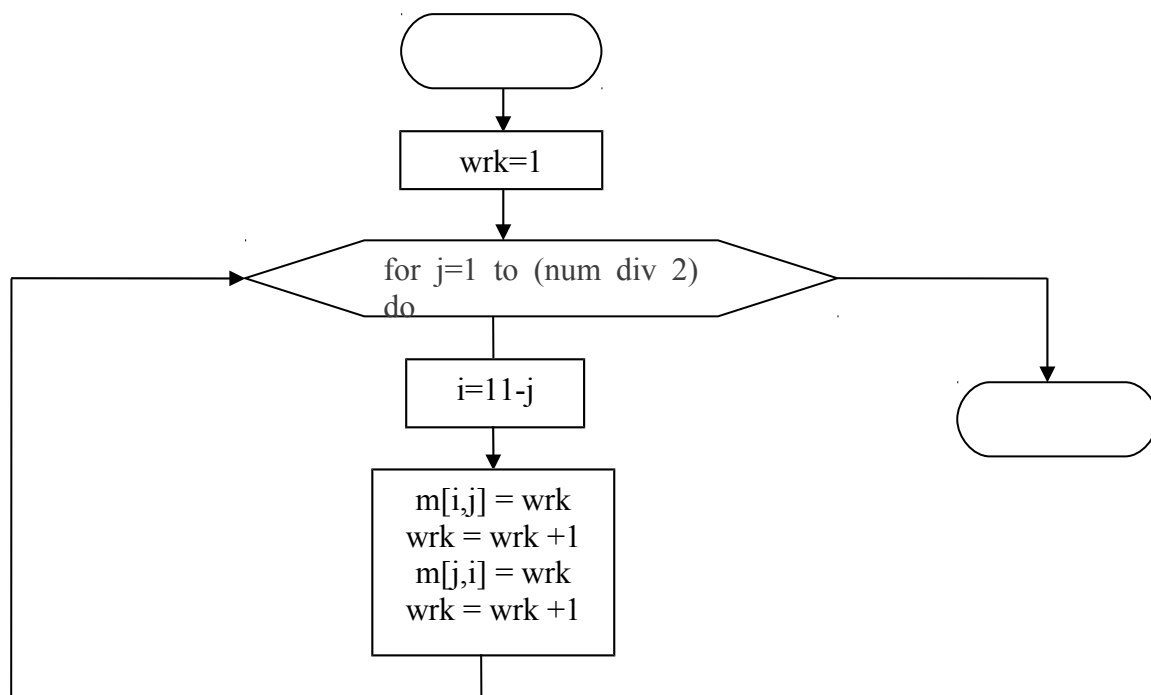 wrk=1
for j=1 to (num div 2)
do
i=11-j
m[i,j] = wrk
wrk = wrk +1
m[j,i] = wrk
wrk = wrk +1